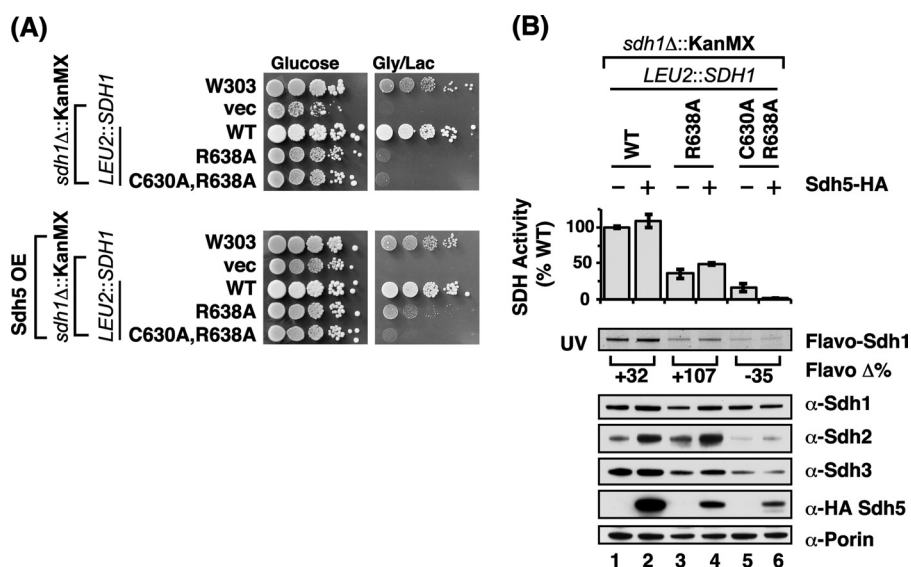 (A)
Glucose Gly/Lac
sdh1Δ::KanMX
LEU2::SDH1
W303
vec
WT
R638A
C630A,R638A
Sdh5 OE
sdh1Δ::KanMX
LEU2::SDH1
W303
vec
WT
R638A
C630A,R638A
(B)
sdh1Δ::KanMX
LEU2::SDH1
WT R638A C630A R638A
− + − + − + Sdh5-HA
SDH Activity
(% WT)
100
50
0
UV Flavo-Sdh1
+32 +107 -35 Flavo Δ%
α-Sdh1
α-Sdh2
α-Sdh3
α-HA Sdh5
α-Porin
1 2 3 4 5 6